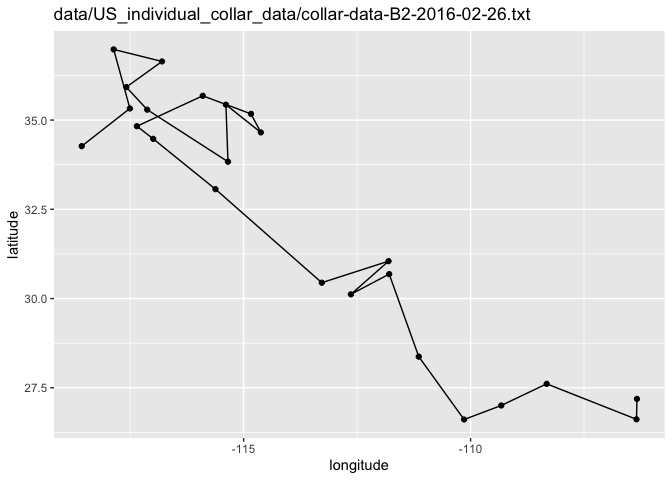 data/US_individual_collar_data/collar-data-B2-2016-02-26.txt
35.0
32.5
30.0
27.5
latitude
-115
-110
longitude